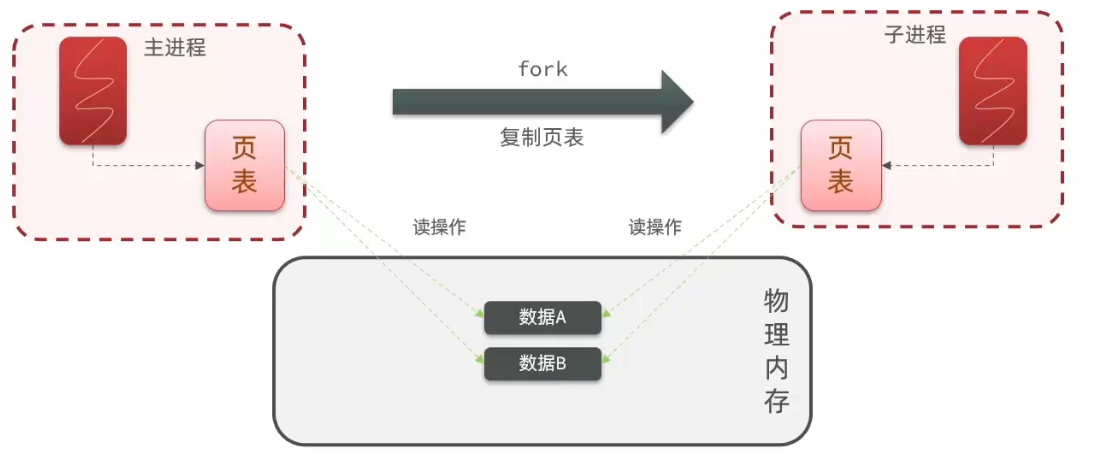 主进程
子进程
fork
复制页表
页
表
页
表
读操作
读操作
数据A
数据B
物
理
内
存